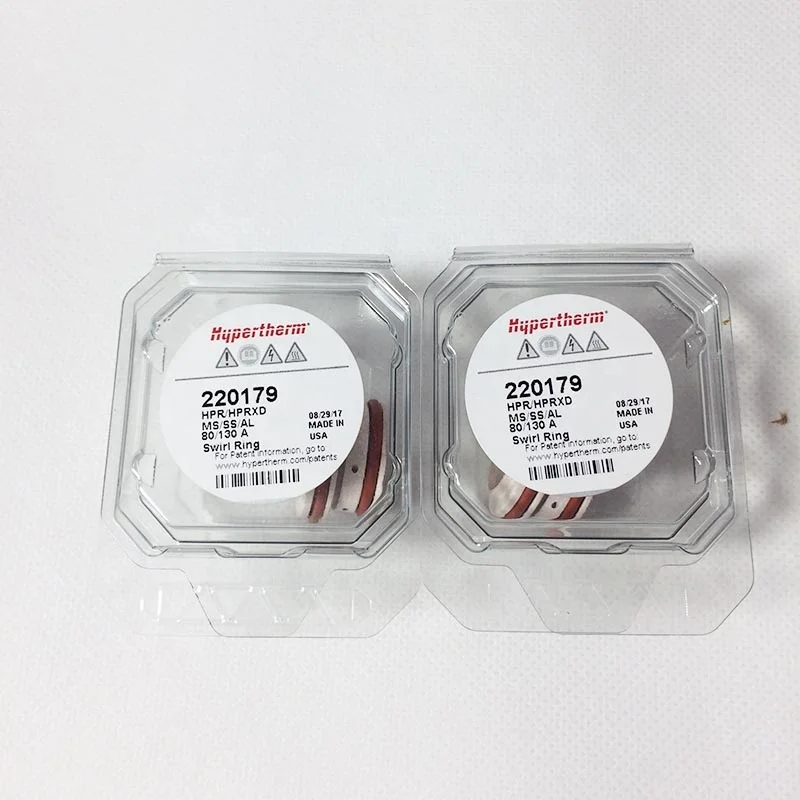 Hypertherm
220179
HPR/HPRXD
MS/SS/AL
80/130 A
Swirl Ring
08/29/17
MADE IN
USA
For Patent information, go to
www.hypertherm.com/patents
Hypertherm
220179
HPR/HPRXD
MS/SS/AL
80/130 A
Swirl Ring
08/29/17
MADE IN
USA
For Patent information, go to
www.hypertherm.com/patents